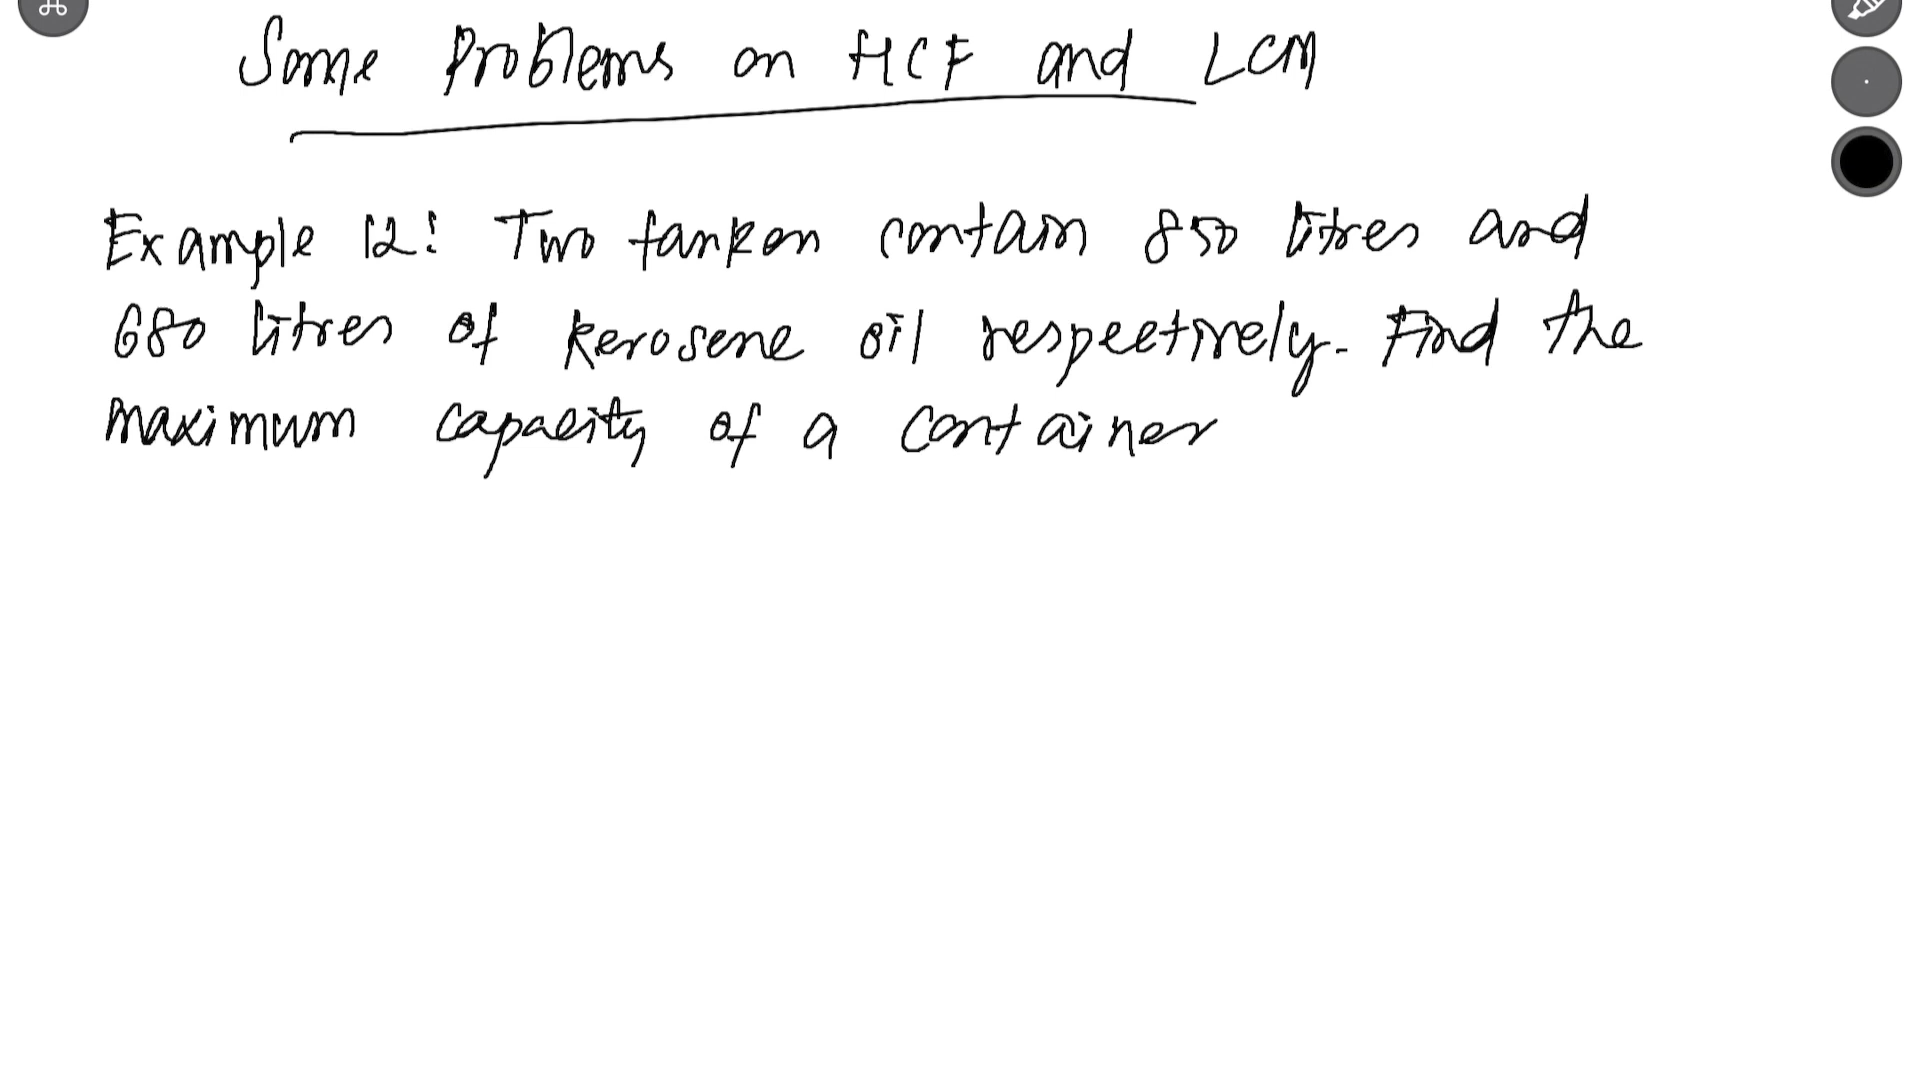 Some Problems on HCF and LCM
Example 12: Two tankers contain 850 litres and
680 litres of kerosene oil respectively. Find the
maximum capacity of a container